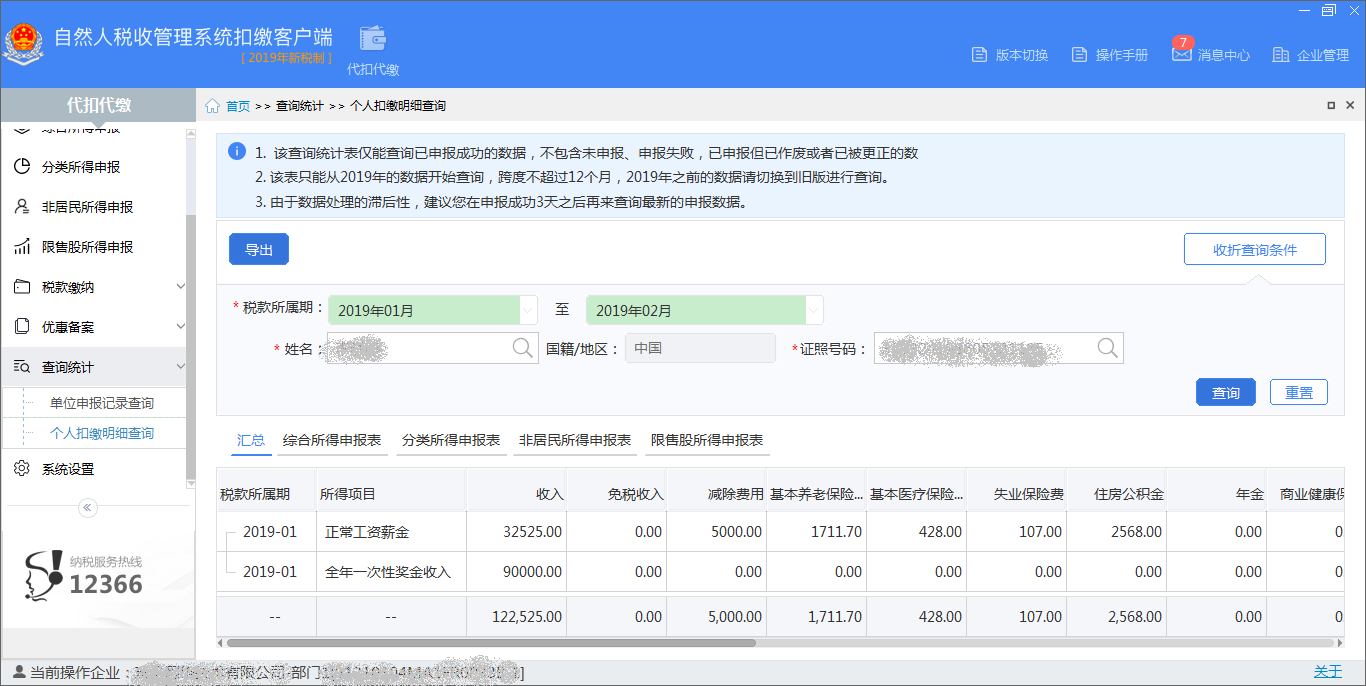 自然人税收管理系统扣缴客户端
[ 2019年新税制 ]
代扣代缴
版本切换
操作手册
7
消息中心
企业管理
代扣代缴
首页 >> 查询统计 >> 个人扣缴明细查询
综合所得申报
分类所得申报
非居民所得申报
限售股所得申报
税款缴纳
优惠备案
查询统计
单位申报记录查询
个人扣缴明细查询
系统设置
纳税服务热线
12366
1. 该查询统计表仅能查询已申报成功的数据，不包含未申报、申报失败，已申报但已作废或者已被更正的数
2. 该表只能从2019年的数据开始查询，跨度不超过12个月，2019年之前的数据请切换到旧版进行查询。
3. 由于数据处理的滞后性，建议您在申报成功3天之后再来查询最新的申报数据。
导出
收折查询条件
* 税款所属期： 2019年01月 至 2019年02月
* 姓名： 国籍/地区： 中国 *证照号码：
查询 重置
汇总 综合所得申报表 分类所得申报表 非居民所得申报表 限售股所得申报表
税款所属期 所得项目 收入 免税收入 减除费用 基本养老保险... 基本医疗保险... 失业保险费 住房公积金 年金 商业健康保
2019-01 正常工资薪金 32525.00 0.00 5000.00 1711.70 428.00 107.00 2568.00 0.00 0.
2019-01 全年一次性奖金收入 90000.00 0.00 0.00 0.00 0.00 0.00 0.00 0.00 0.
-- -- 122,525.00 0.00 5,000.00 1,711.70 428.00 107.00 2,568.00 0.00 0.
当前操作企业： 有限公司 部门
关于